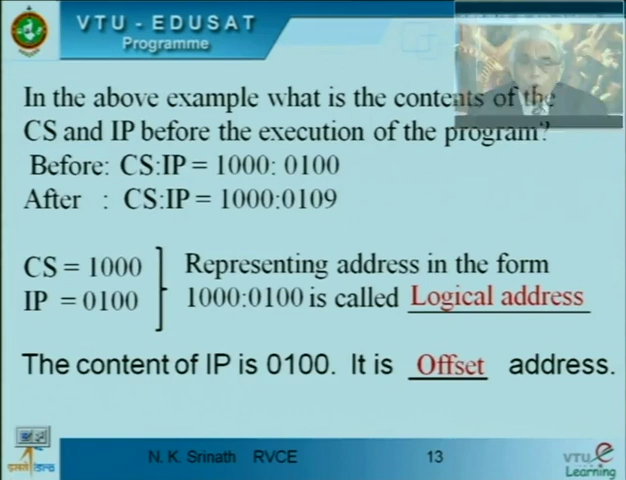 VTU - EDUSAT
Programme
In the above example what is the contents of the
CS and IP before the execution of the program?
Before: CS:IP = 1000: 0100
After : CS:IP = 1000:0109
CS = 1000
IP = 0100
Representing address in the form
1000:0100 is called Logical address
The content of IP is 0100. It is Offset address.
N. K. Srinath RVCE
13
VTU e
Learning